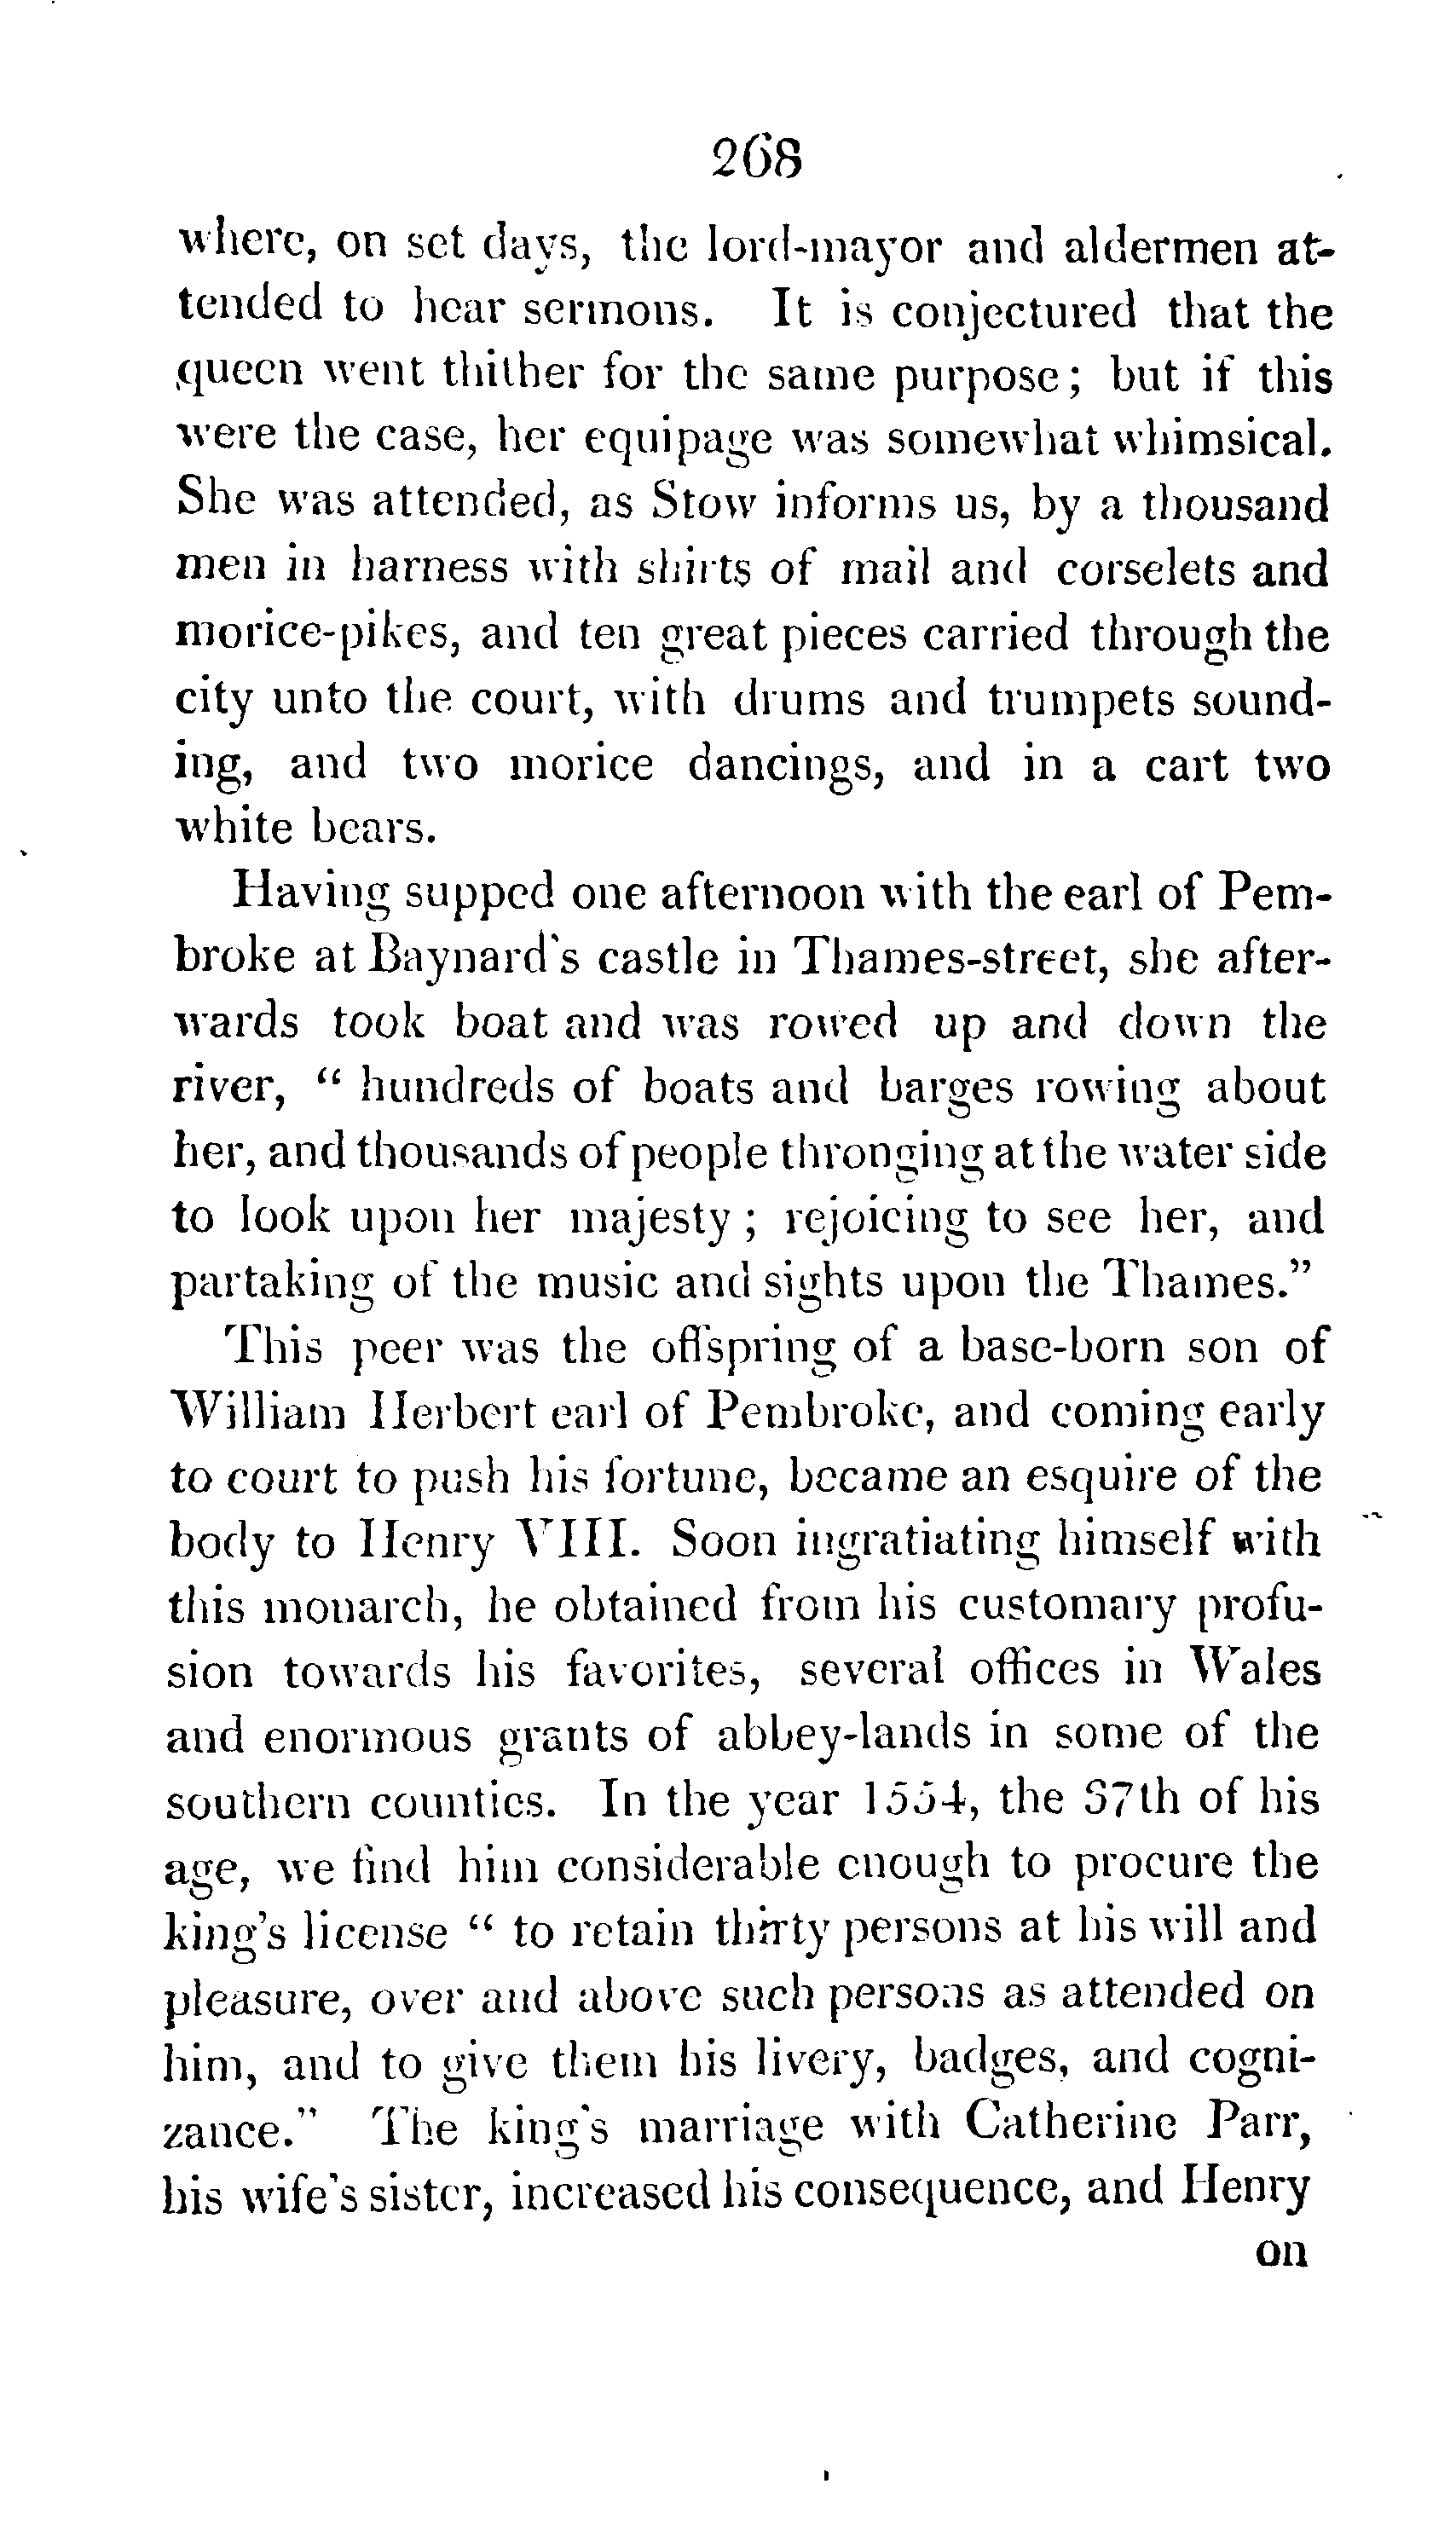 268
where, on set days, the lord-mayor and aldermen at-
tended to hear sermons. It is conjectured that the
queen went thither for the same purpose; but if this
were the case, her equipage was somewhat whimsical.
She was attended, as Stow informs us, by a thousand
men in harness with shirts of mail and corselets and
morice-pikes, and ten great pieces carried through the
city unto the court, with drums and trumpets sound-
ing, and two morice dancings, and in a cart two
white bears.
Having supped one afternoon with the earl of Pem-
broke at Baynard's castle in Thames-street, she after-
wards took boat and was rowed up and down the
river, " hundreds of boats and barges rowing about
her, and thousands of people thronging at the water side
to look upon her majesty ; rejoicing to see her, and
partaking of the music and sights upon the Thames."
This peer was the offspring of a base-born son of
William Herbert earl of Pembroke, and coming early
to court to push his fortune, became an esquire of the
body to Henry VIII. Soon ingratiating himself with
this monarch, he obtained from his customary profu-
sion towards his favorites, several offices in Wales
and enormous grants of abbey-lands in some of the
southern counties. In the year 1554, the 37th of his
age, we find him considerable enough to procure the
king's license " to retain thirty persons at his will and
pleasure, over and above such persons as attended on
him, and to give them his livery, badges, and cogni-
zance." The king's marriage with Catherine Parr,
his wife's sister, increased his consequence, and Henry
on